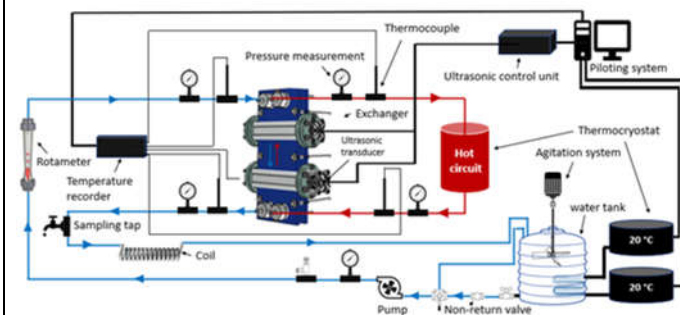 Thermocouple
Pressure measurement
Ultrasonic control unit
Piloting system
Exchanger
Thermocryostat
Rotameter
Ultrasonic
transducer
Hot
circuit
Agitation system
Temperature
recorder
water tank
Sampling tap
20 °C
Coil
20 °C
Pump
Non-return valve